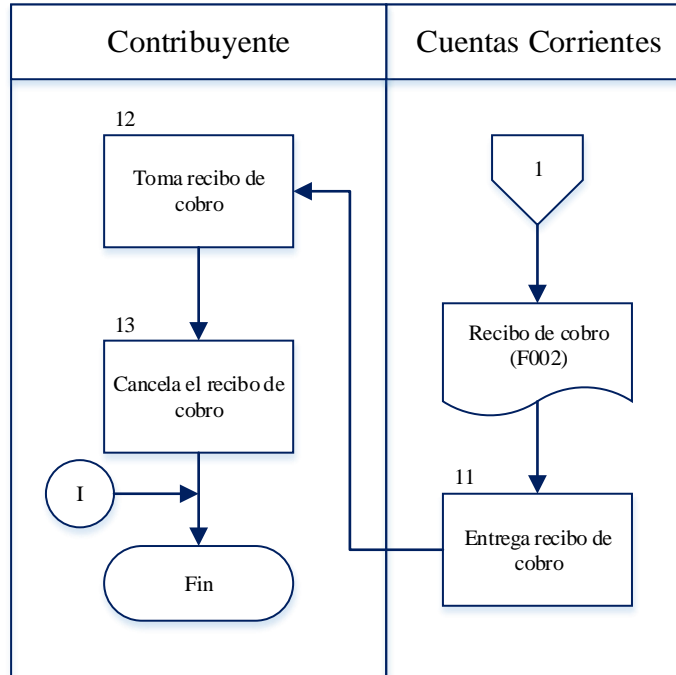 Contribuyente
Cuentas Corrientes
12
Toma recibo de
cobro
13
Cancela el recibo de
cobro
I
Fin
1
Recibo de cobro
(F002)
11
Entrega recibo de
cobro